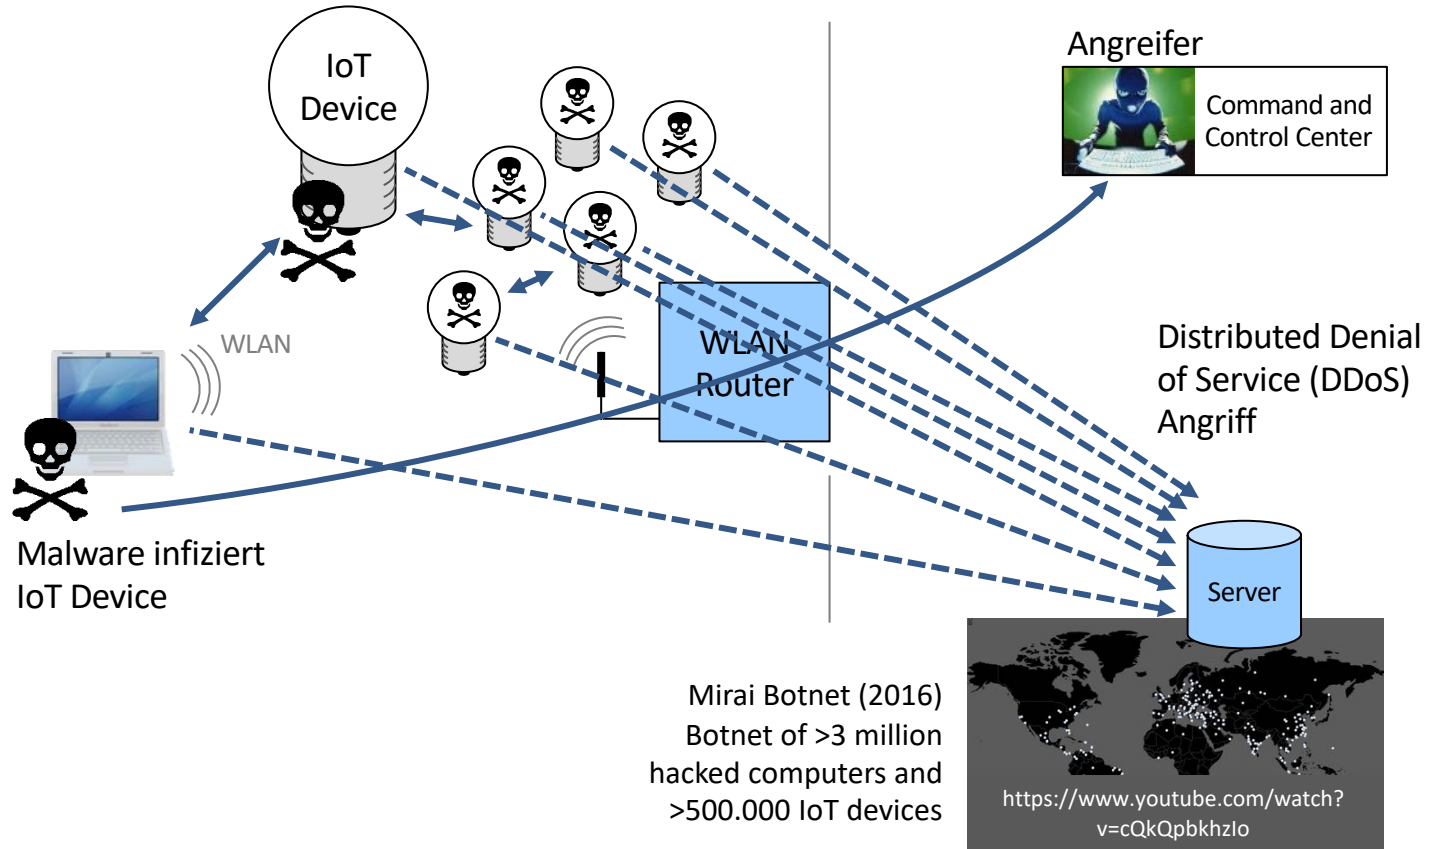 IoT
Device
Angreifer
Command and
Control Center
WLAN
WLAN
Router
Distributed Denial
of Service (DDoS)
Angriff
Malware infiziert
IoT Device
Server
Mirai Botnet (2016)
Botnet of >3 million
hacked computers and
>500.000 IoT devices
https://www.youtube.com/watch?
v=cQkQpbkhzIo